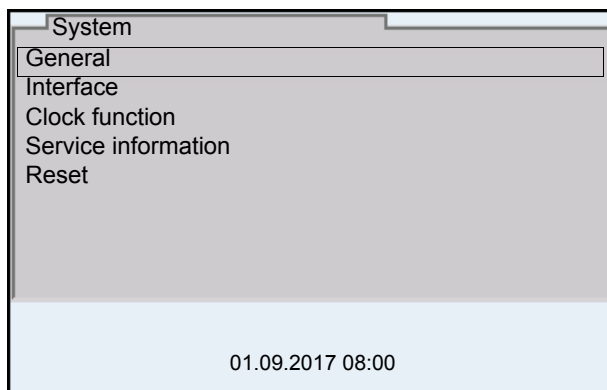 System
General
Interface
Clock function
Service information
Reset
01.09.2017 08:00